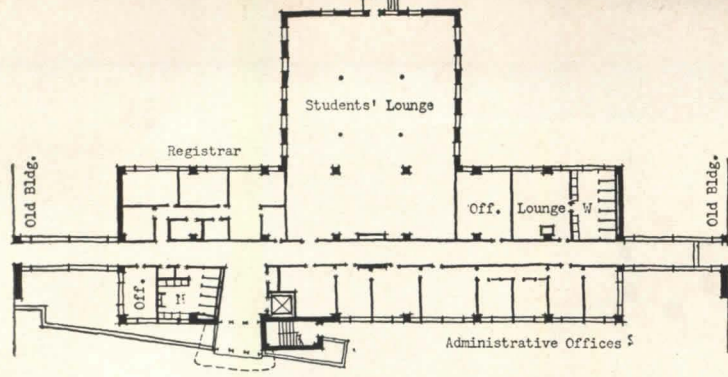 Students' Lounge
Registrar
Old Bldg.
Old Bldg.
Off.
Lounge
W
Off.
M
Administrative Offices